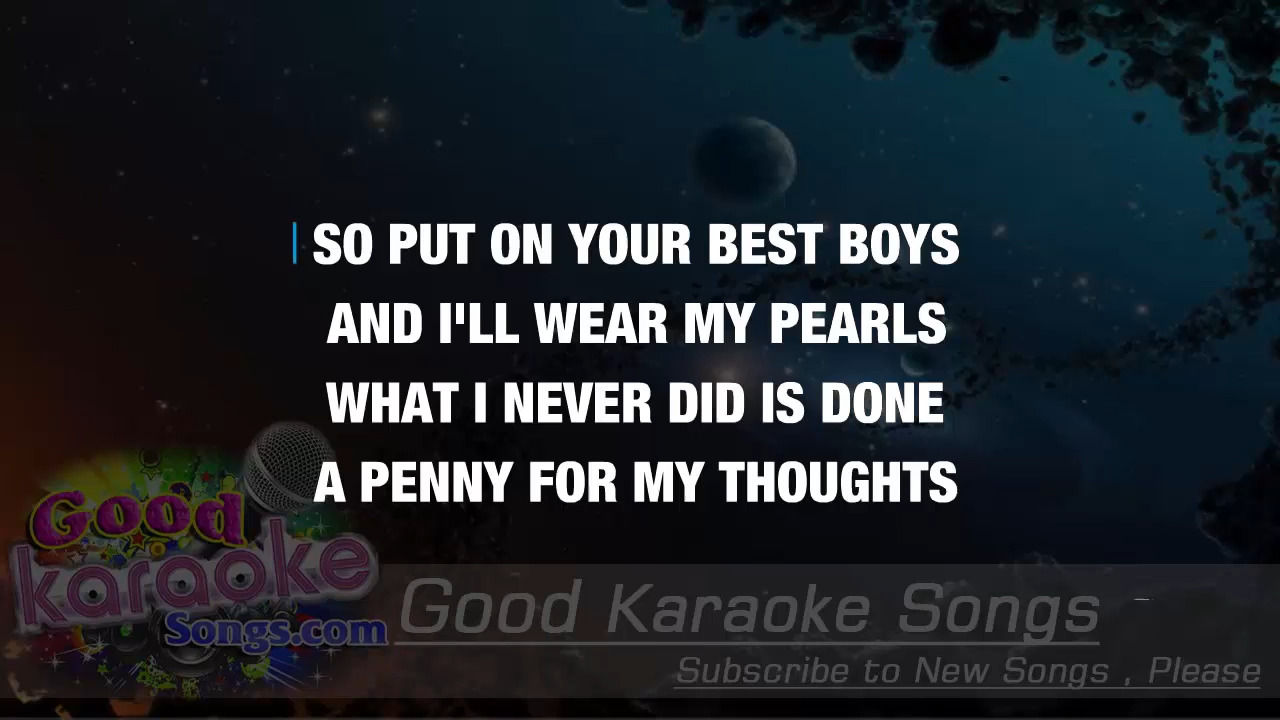 SO PUT ON YOUR BEST BOYS
AND I'LL WEAR MY PEARLS
WHAT I NEVER DID IS DONE
A PENNY FOR MY THOUGHTS
Good
karaoke
Songs.com
Good Karaoke Songs
Subscribe to New Songs , Please